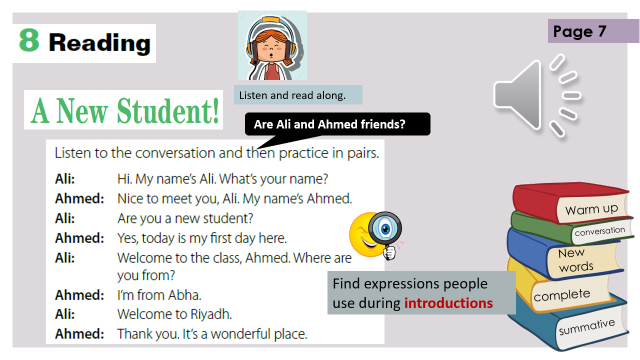 8 Reading
Page 7
Listen and read along.
A New Student!
Are Ali and Ahmed friends?
Listen to the conversation and then practice in pairs.
Ali: Hi. My name's Ali. What's your name?
Ahmed: Nice to meet you, Ali. My name's Ahmed.
Ali: Are you a new student?
Ahmed: Yes, today is my first day here.
Ali: Welcome to the class, Ahmed. Where are
you from?
Ahmed: I'm from Abha.
Ali: Welcome to Riyadh.
Ahmed: Thank you. It's a wonderful place.
Find expressions people
use during introductions
Warm up
conversation
New
words
complete
summative